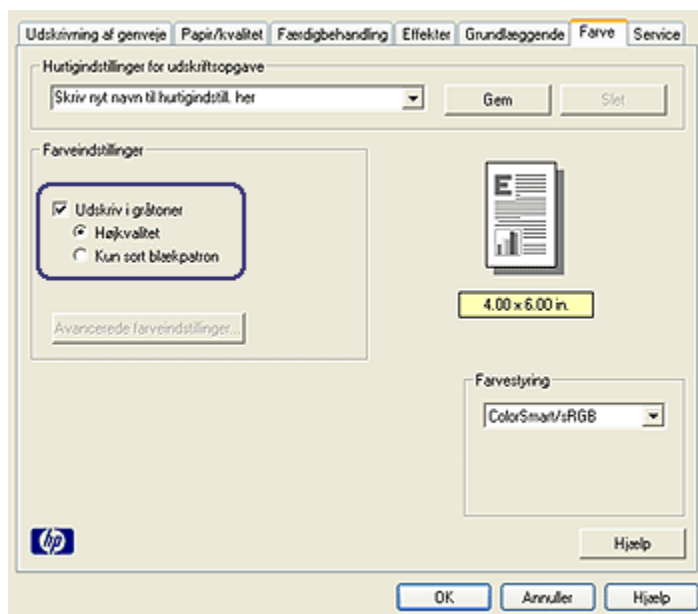 Udskrivning af genveje Papir/kvalitet Færdigbehandling Effekter Grundlæggende Farve Service
Hurtigindstillinger for udskriftsopgave
Skriv nyt navn til hurtigindstill. her Gem Slet
Farveindstillinger
Udskriv i gråtoner
Højkvalitet
Kun sort blækpatron
Avancerede farveindstillinger...
E
4.00 x 6.00 in.
Farvestyring
ColorSmart/sRGB
hp
Hjælp
OK Annuller Hjælp